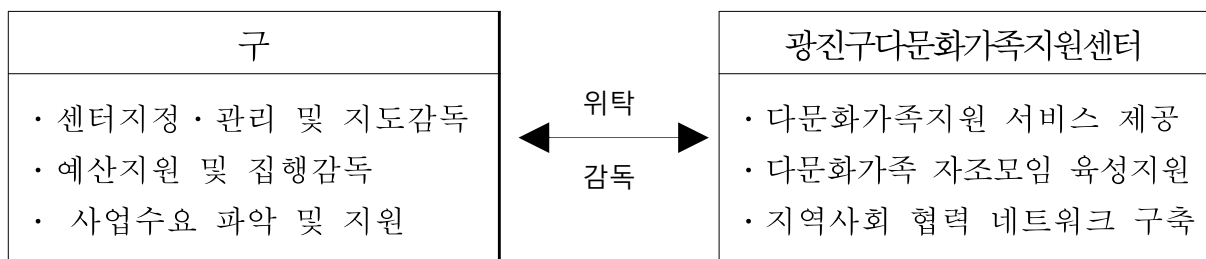 구
· 센터지정·관리 및 지도감독
· 예산지원 및 집행감독
· 사업수요 파악 및 지원
위탁
감독
광진구다문화가족지원센터
· 다문화가족지원 서비스 제공
· 다문화가족 자조모임 육성지원
· 지역사회 협력 네트워크 구축